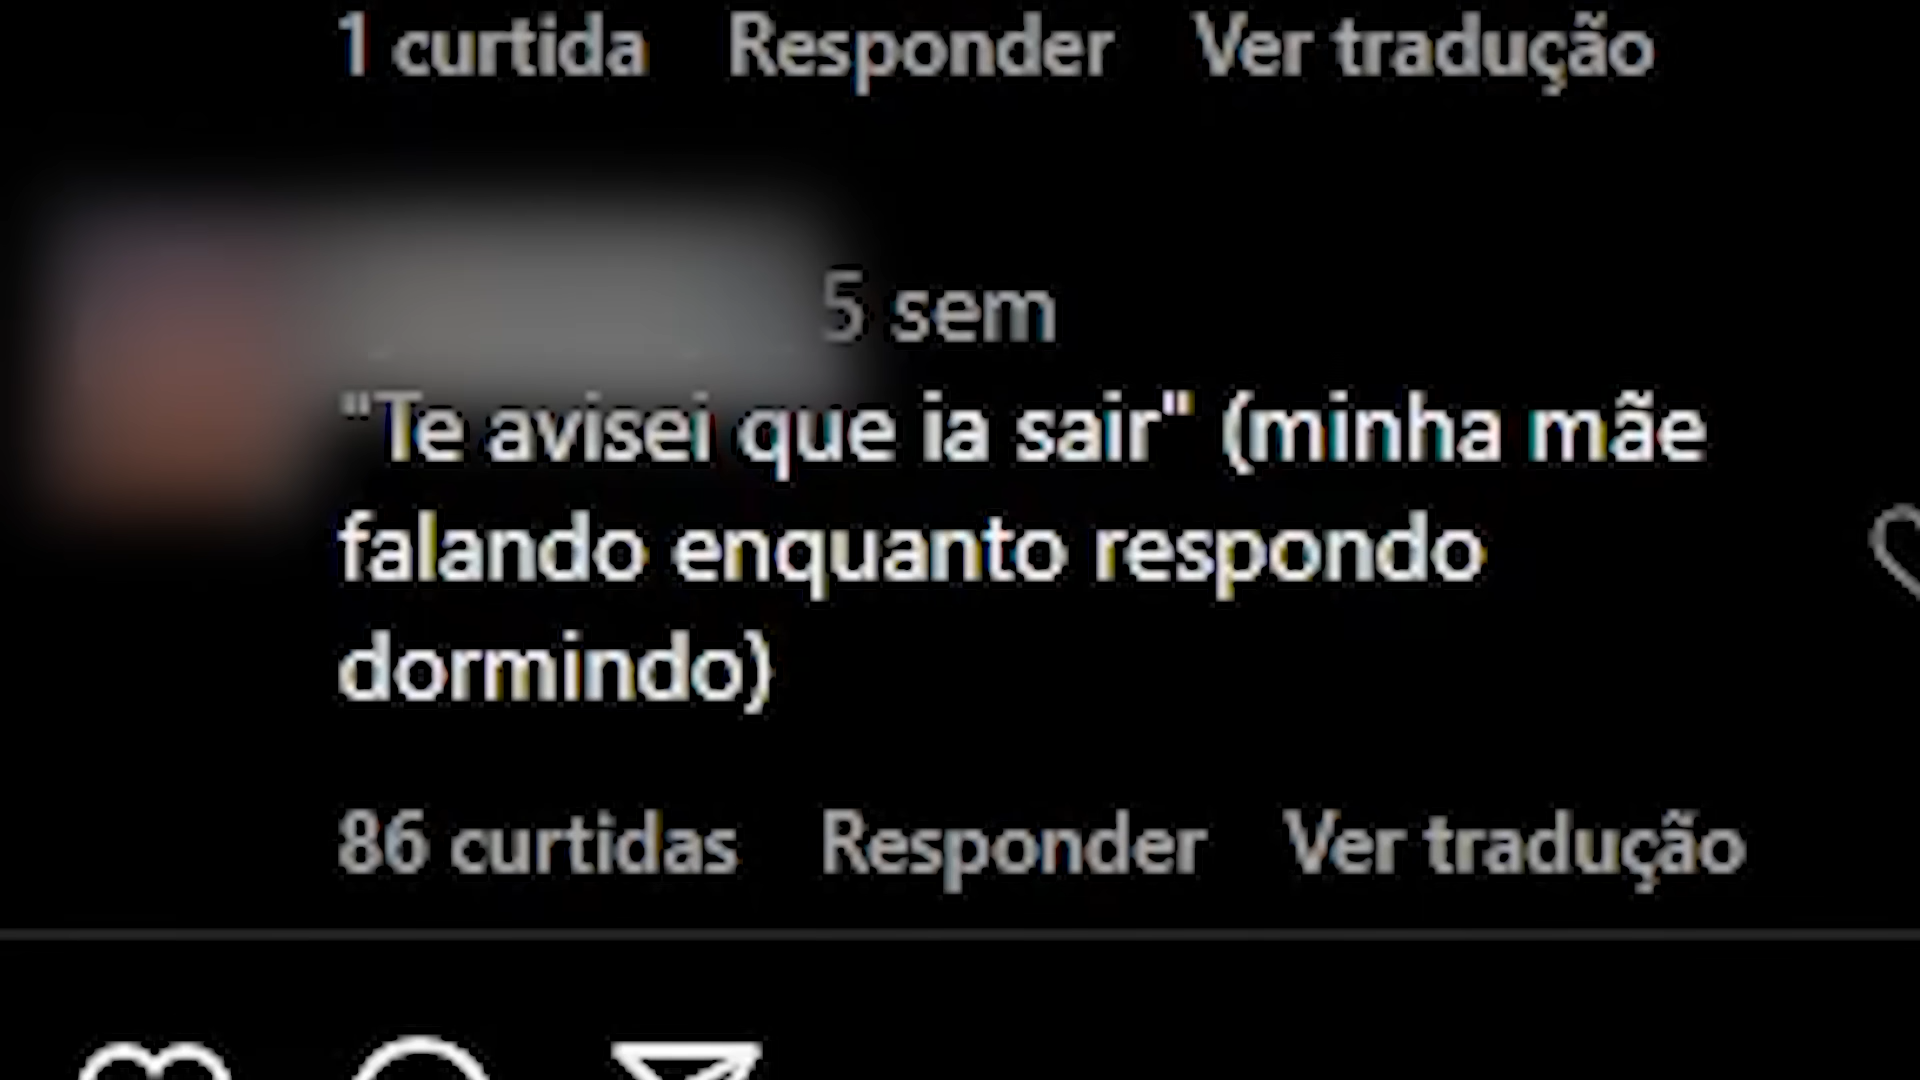 1 curtida Responder Ver tradução
5 sem
"Te avisei que ia sair" (minha mãe
falando enquanto respondo
dormindo)
86 curtidas Responder Ver tradução